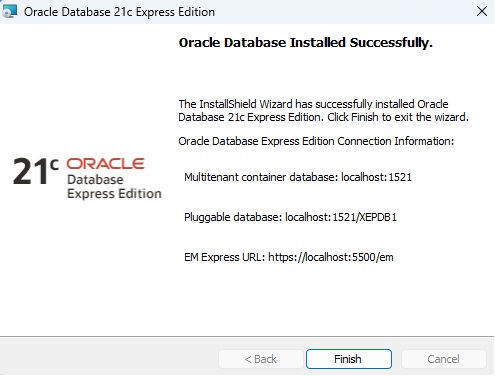 Oracle Database 21c Express Edition
Oracle Database Installed Successfully.
The InstallShield Wizard has successfully installed Oracle
Database 21c Express Edition. Click Finish to exit the wizard.
Oracle Database Express Edition Connection Information:
21c ORACLE
Database
Express Edition
Multitenant container database: localhost:1521
Pluggable database: localhost:1521/XEPDB1
EM Express URL: https://localhost:5500/em
< Back
Finish
Cancel